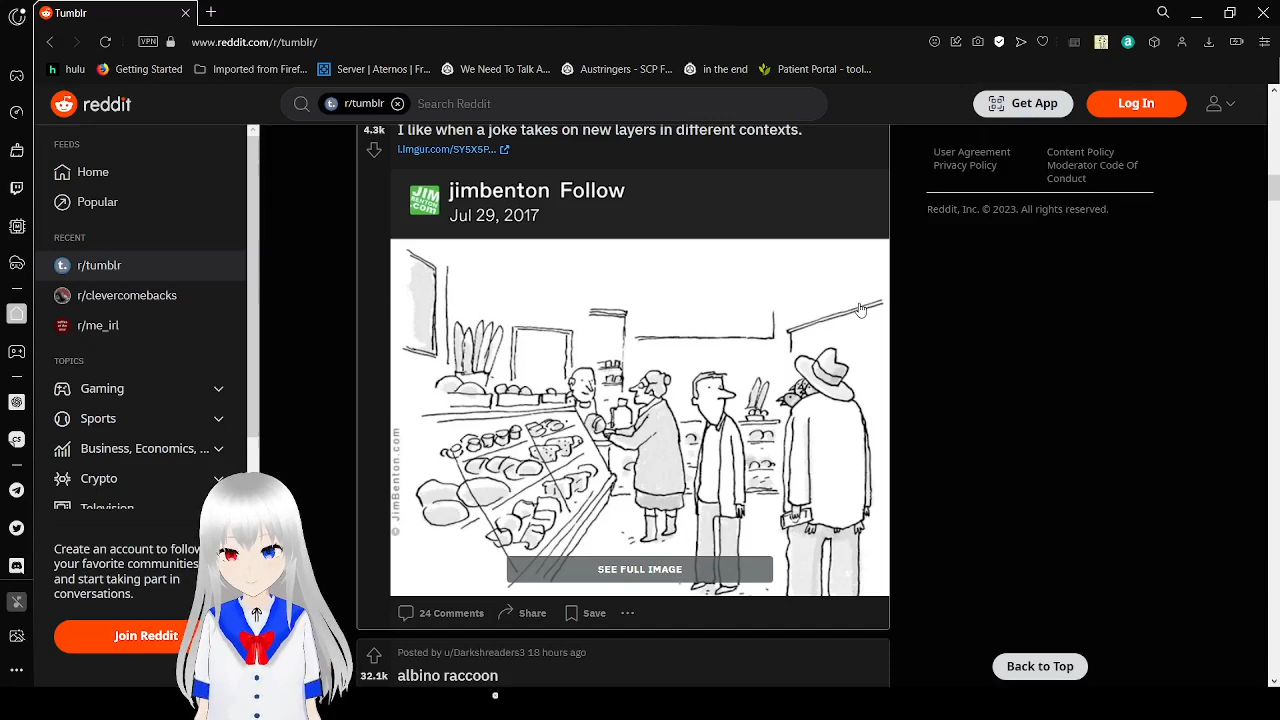 Tumblr
VPN
www.reddit.com/r/tumblr/
hulu
Getting Started
Imported from Firef...
Server | Aternos | Fr...
We Need To Talk A...
Austringers - SCP F...
in the end
Patient Portal - tool...
reddit
r/tumblr
Search Reddit
Get App
Log In
FEEDS
Home
Popular
RECENT
r/tumblr
r/clevercomebacks
r/me_irl
TOPICS
Gaming
Sports
Business, Economics, ...
Crypto
Television
Create an account to follow
your favorite communities
and start taking part in
conversations.
Join Reddit
4.3k
I like when a joke takes on new layers in different contexts.
i.imgur.com/SY5X5P...
JIM
BENTON
.COM
jimbenton Follow
Jul 29, 2017
© JimBenton.com
SEE FULL IMAGE
24 Comments
Share
Save
Posted by u/Darkshreaders3 18 hours ago
32.1k
albino raccoon
User Agreement
Privacy Policy
Content Policy
Moderator Code Of
Conduct
Reddit, Inc. © 2023. All rights reserved.
Back to Top